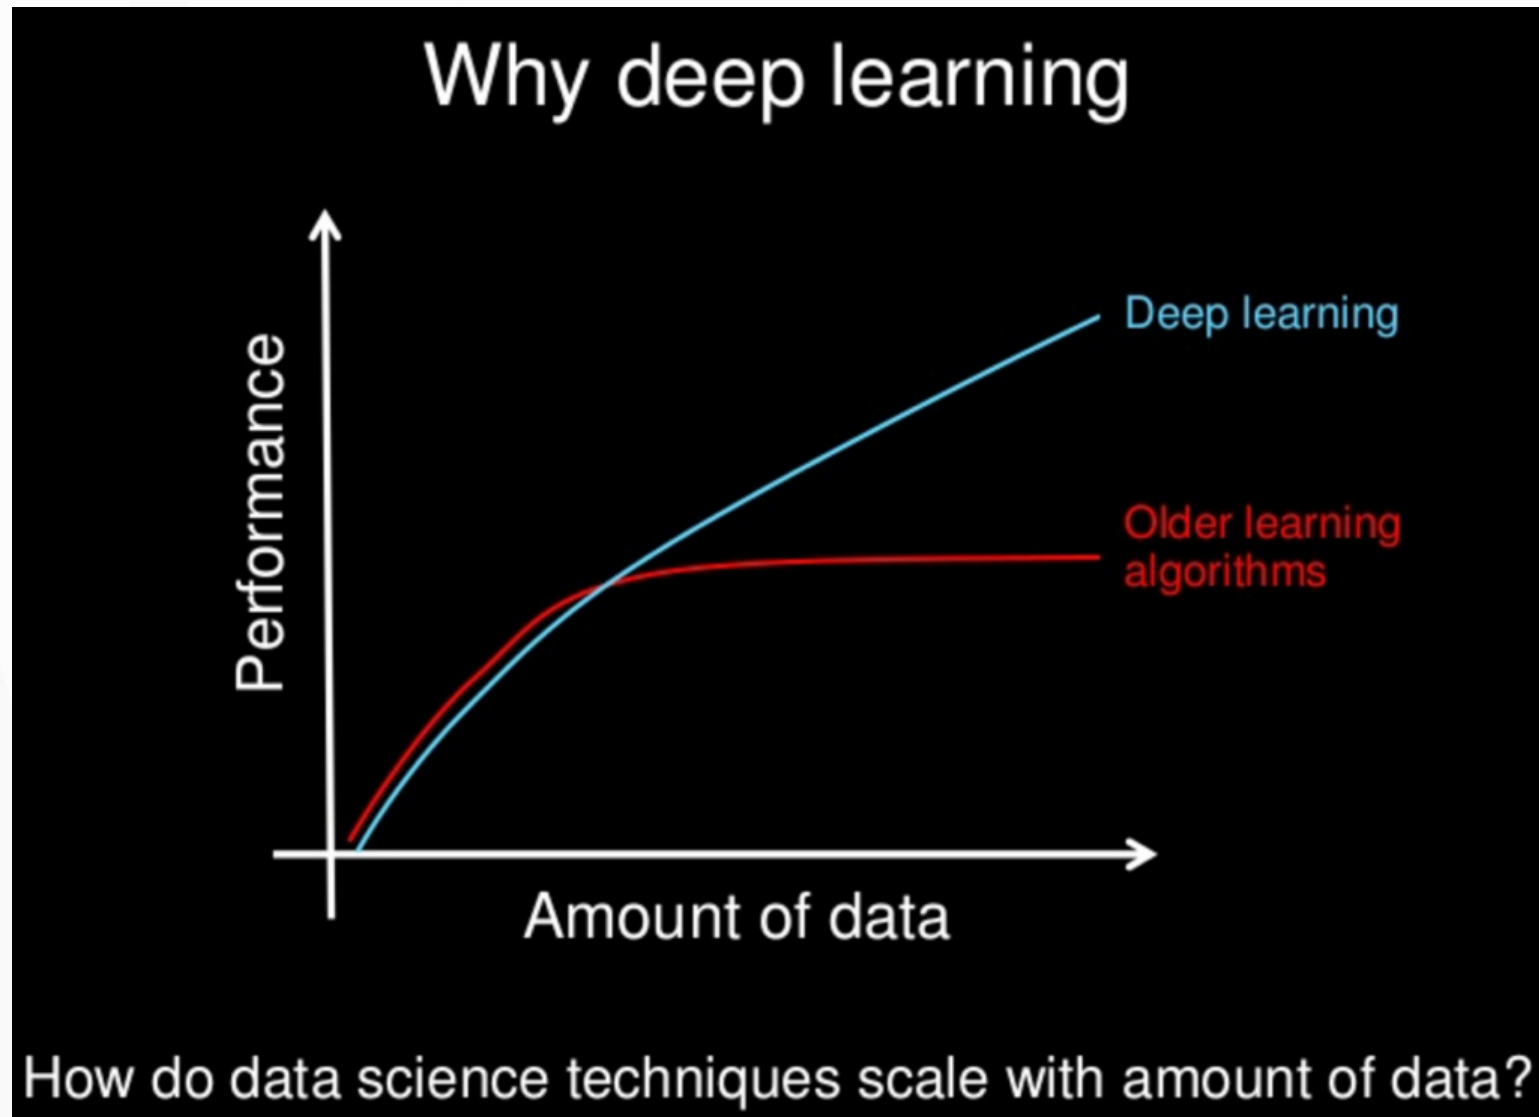 Why deep learning
Performance
Deep learning
Older learning
algorithms
Amount of data
How do data science techniques scale with amount of data?